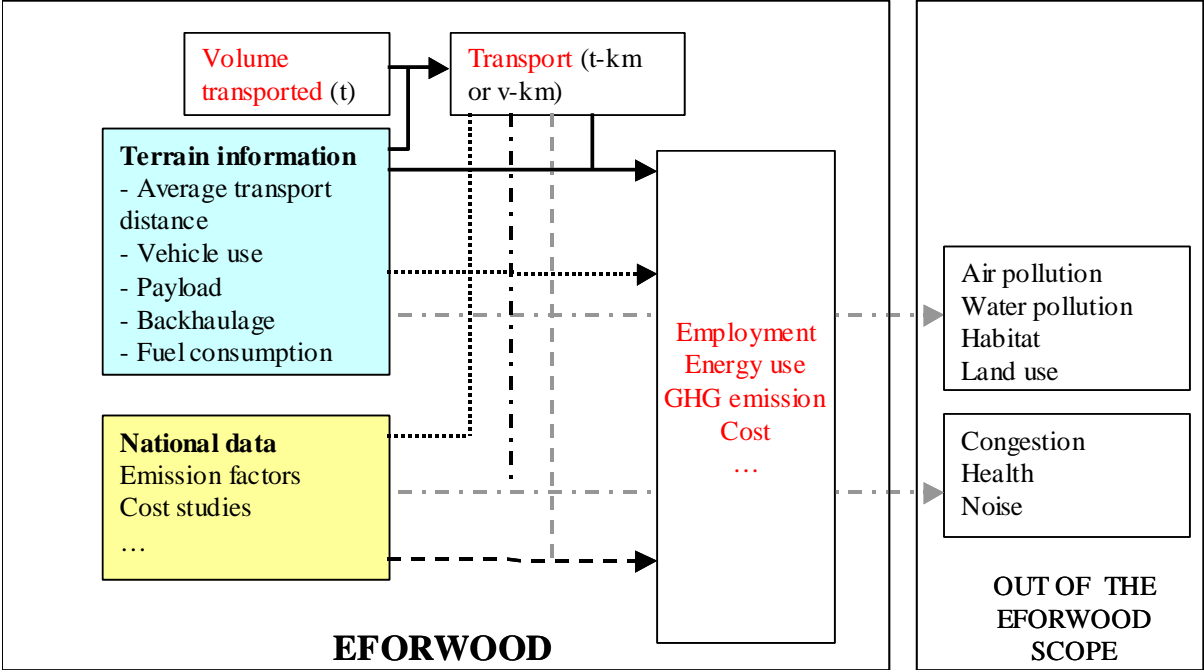 Volume
transported (t)
Transport (t-km
or v-km)
Terrain information
- Average transport
distance
- Vehicle use
- Payload
- Backhaulage
- Fuel consumption
National data
Emission factors
Cost studies
…
Employment
Energy use
GHG emission
Cost
…
EFORWOOD
Air pollution
Water pollution
Habitat
Land use
Congestion
Health
Noise
OUT OF THE
EFORWOOD
SCOPE